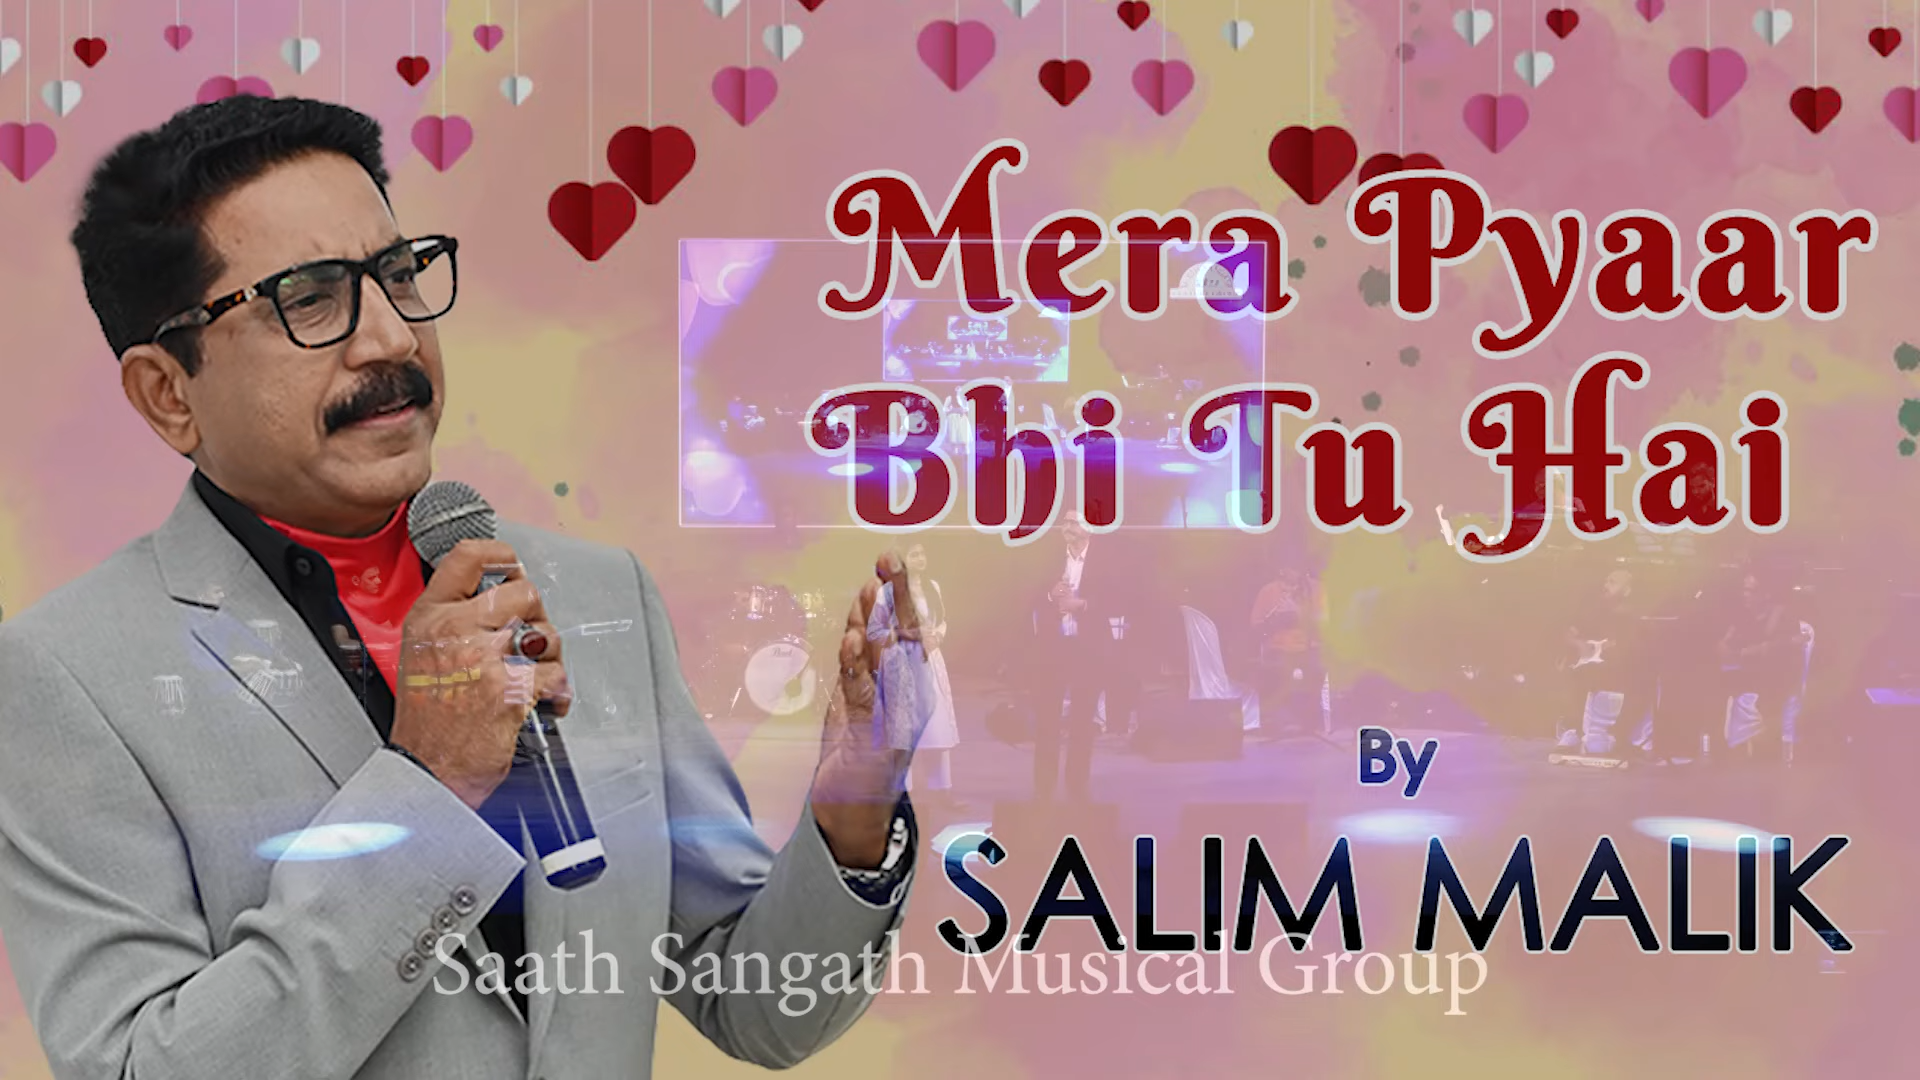 Mera Pyaar
Bhi Tu Hai
By
SALIM MALIK
Saath Sangath Musical Group